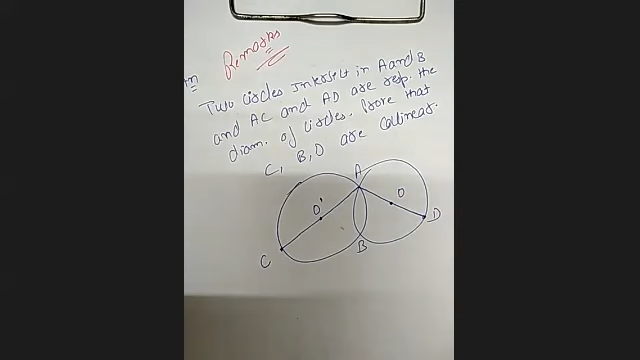 Remarks
Two circles intersect in A and B
and AC and AD are resp. the
diam. of circles. Prove that
C, B, D are collinear.
A
O'
O
D
C
B